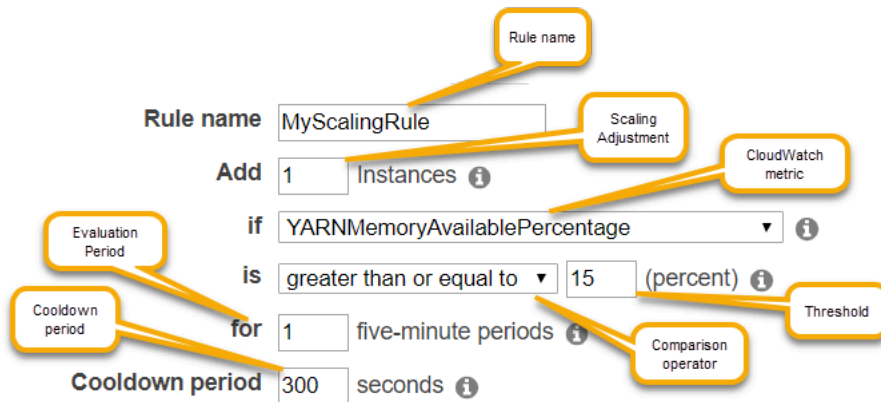 Rule name
Rule name MyScalingRule
Scaling
Adjustment
Add 1 Instances
CloudWatch
metric
if YARNMemoryAvailablePercentage
Evaluation
Period
is greater than or equal to 15 (percent)
Cooldown
period
Threshold
for 1 five-minute periods
Comparison
operator
Cooldown period 300 seconds